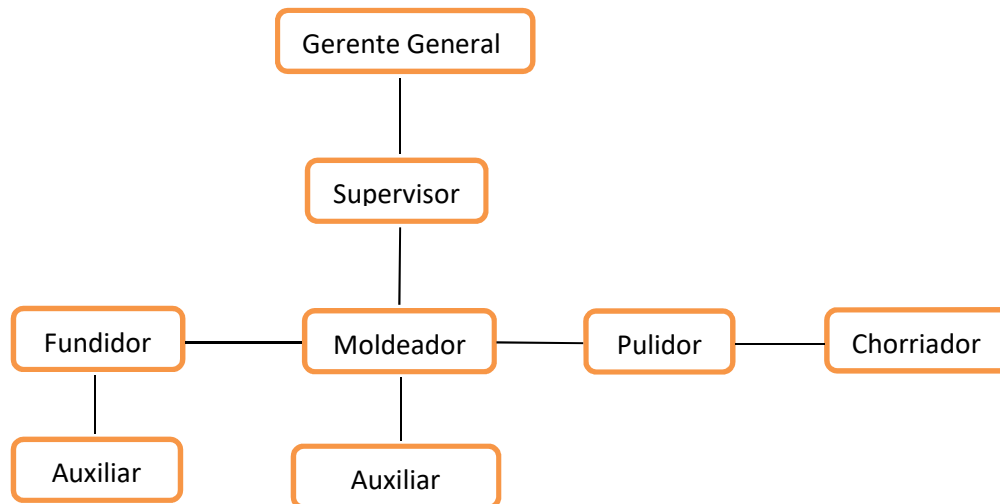 Gerente General
Supervisor
Fundidor
Moldeador
Pulidor
Chorriador
Auxiliar
Auxiliar